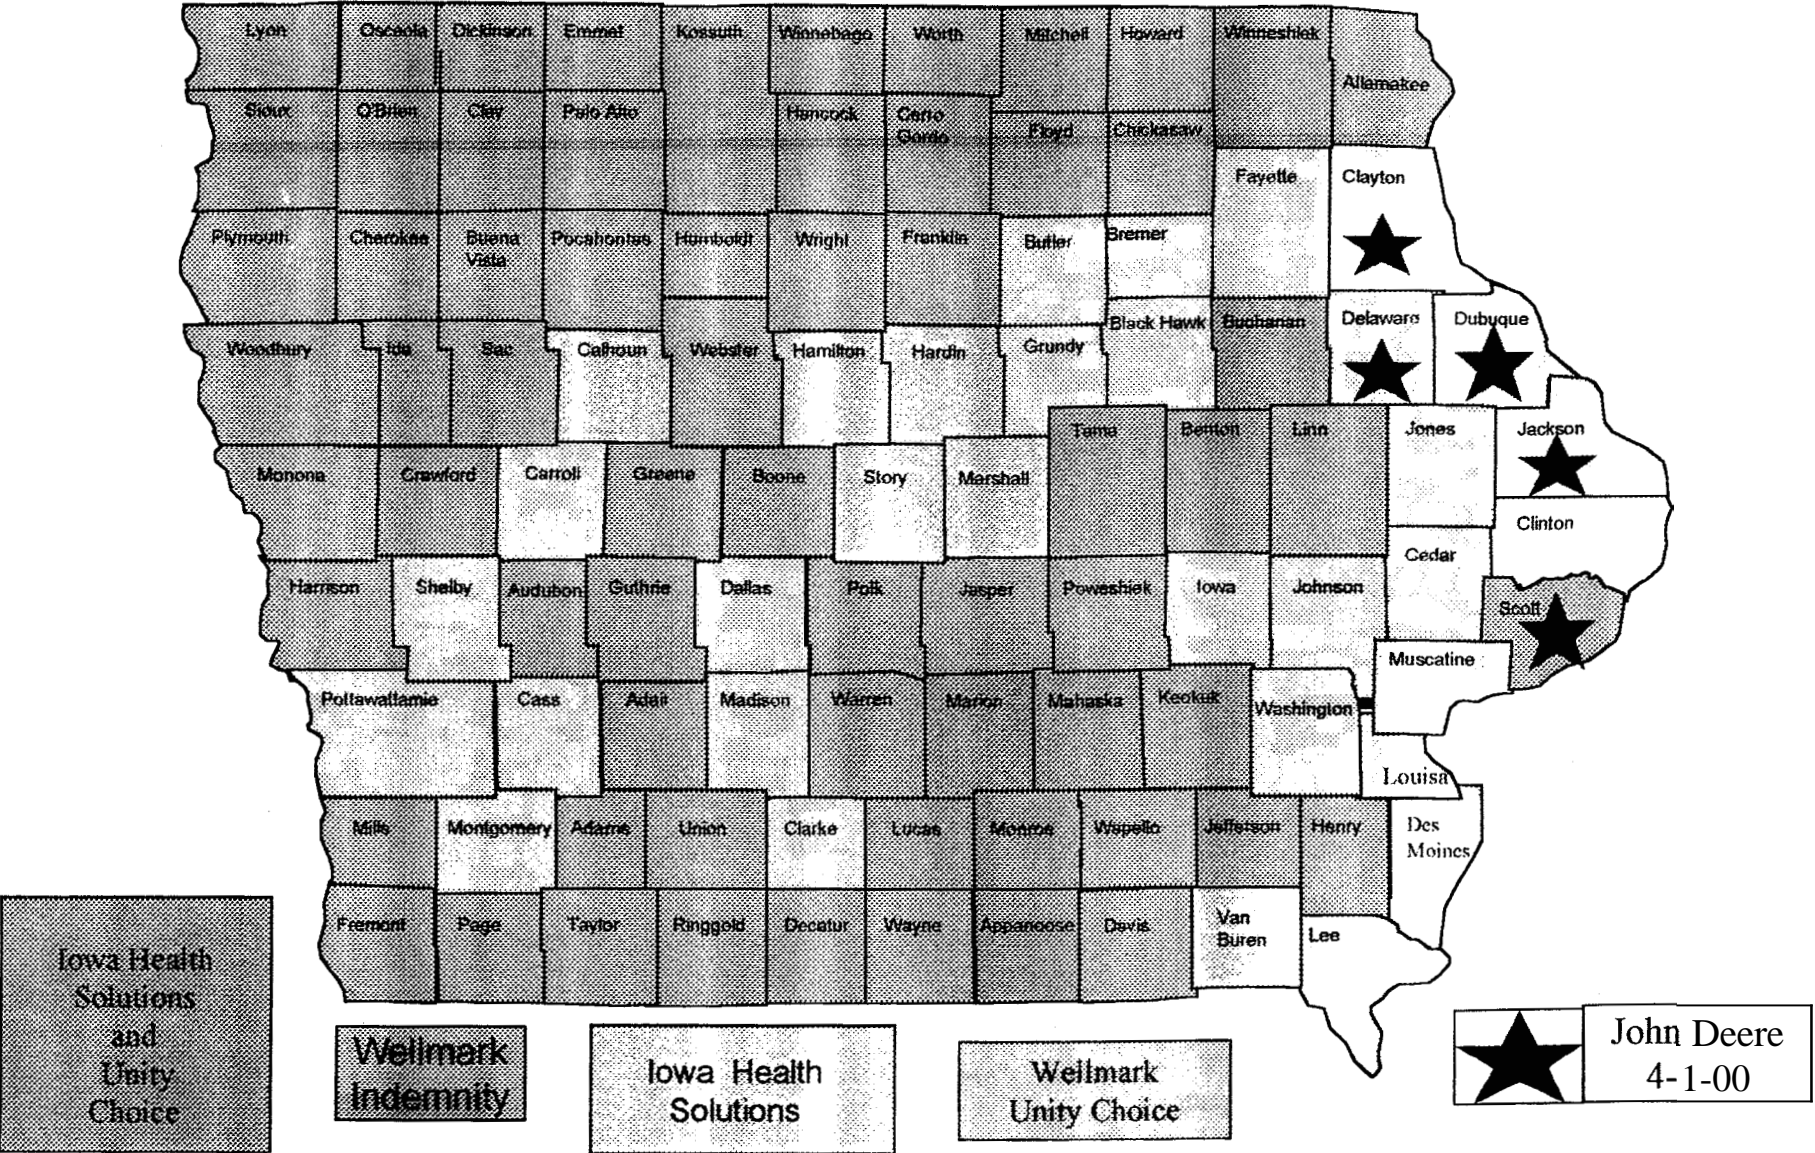 Lyon
Osceola
Dickinson
Emmet
Kossuth
Winnebago
Worth
Mitchell
Howard
Winneshiek
Allamakee
Sioux
O'Brien
Clay
Palo Alto
Hancock
Cerro
Gordo
Floyd
Chickasaw
Fayette
Clayton
Plymouth
Cherokee
Buena
Vista
Pocahontas
Humboldt
Wright
Franklin
Butler
Bremer
Woodbury
Ida
Sac
Calhoun
Webster
Hamilton
Hardin
Grundy
Black Hawk
Buchanan
Delaware
Dubuque
Monona
Crawford
Carroll
Greene
Boone
Story
Marshall
Tama
Benton
Linn
Jones
Jackson
Clinton
Cedar
Harrison
Shelby
Audubon
Guthrie
Dallas
Polk
Jasper
Poweshiek
Iowa
Johnson
Scott
Muscatine
Pottawattamie
Cass
Adair
Madison
Warren
Marion
Mahaska
Keokuk
Washington
Louisa
Mills
Montgomery
Adams
Union
Clarke
Lucas
Monroe
Wapello
Jefferson
Henry
Des
Moines
Fremont
Page
Taylor
Ringgold
Decatur
Wayne
Appanoose
Davis
Van
Buren
Lee
Iowa Health
Solutions
and
Unity
Choice
Wellmark
Indemnity
Iowa Health
Solutions
Wellmark
Unity Choice
John Deere
4-1-00